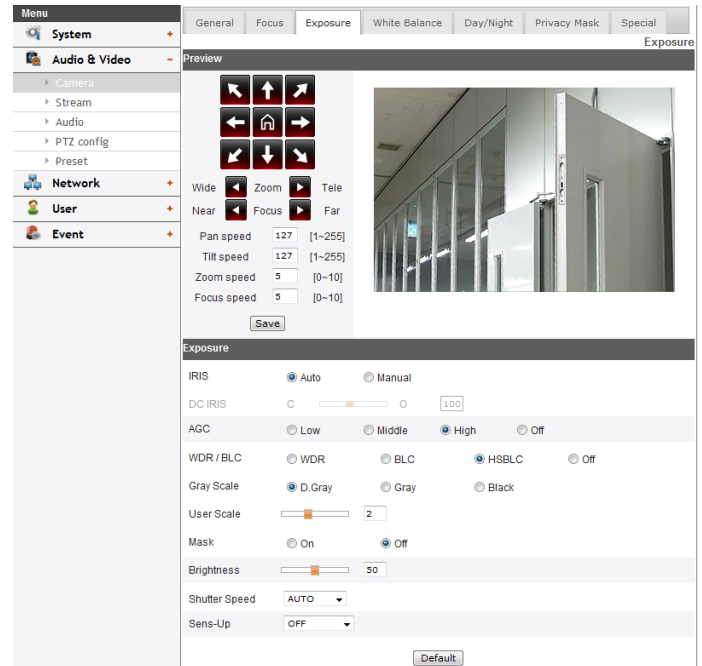 Menu
System +
Audio & Video -
Camera
Stream
Audio
PTZ config
Preset
Network +
User +
Event +
General Focus Exposure White Balance Day/Night Privacy Mask Special
Exposure
Preview
Wide Zoom Tele
Near Focus Far
Pan speed 127 [1~255]
Tilt speed 127 [1~255]
Zoom speed 5 [0~10]
Focus speed 5 [0~10]
Save
Exposure
IRIS Auto Manual
DC IRIS C O 100
AGC Low Middle High Off
WDR / BLC WDR BLC HSBLC Off
Gray Scale D.Gray Gray Black
User Scale 2
Mask On Off
Brightness 50
Shutter Speed AUTO
Sens-Up OFF
Default